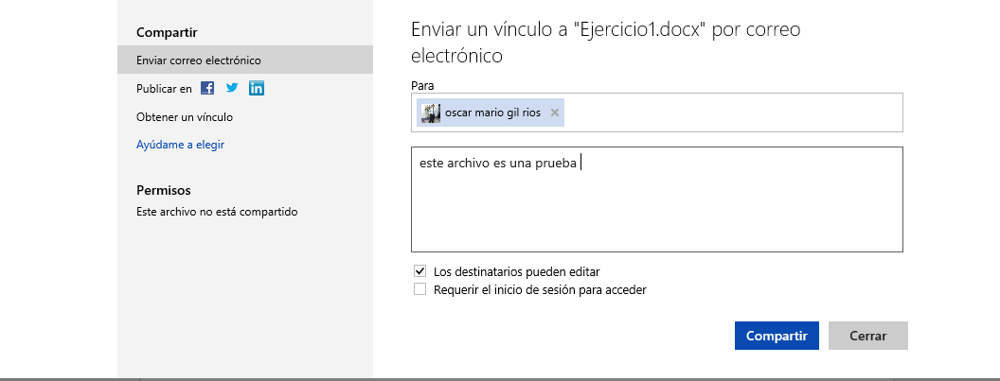 Compartir
Enviar correo electrónico
Publicar en
Obtener un vínculo
Ayúdame a elegir
Permisos
Este archivo no está compartido
Enviar un vínculo a "Ejercicio1.docx" por correo
electrónico
Para
oscar mario gil rios
este archivo es una prueba
Los destinatarios pueden editar
Requerir el inicio de sesión para acceder
Compartir
Cerrar